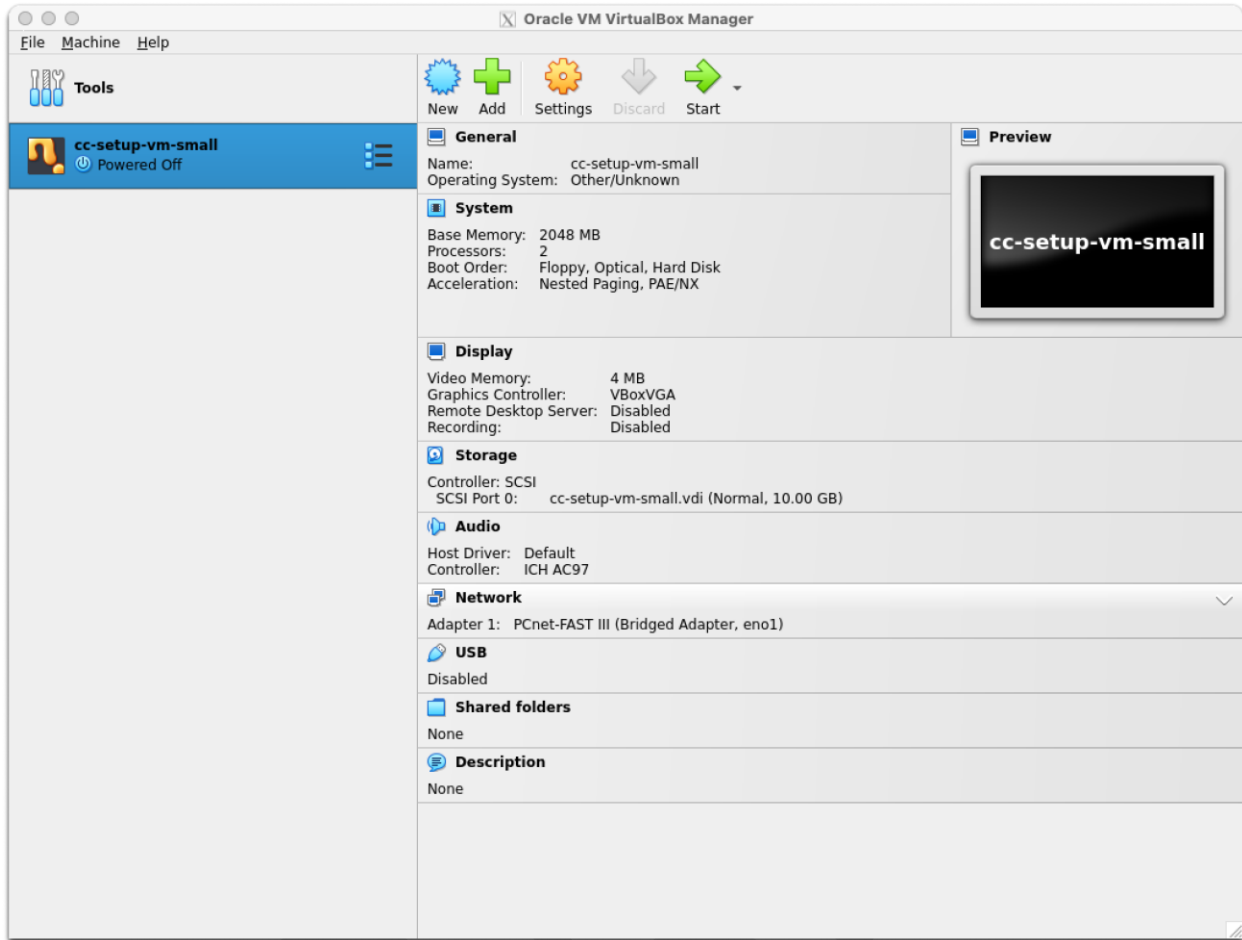 Oracle VM VirtualBox Manager
File Machine Help
Tools
cc-setup-vm-small
Powered Off
New Add Settings Discard Start
General
Name: cc-setup-vm-small
Operating System: Other/Unknown
System
Base Memory: 2048 MB
Processors: 2
Boot Order: Floppy, Optical, Hard Disk
Acceleration: Nested Paging, PAE/NX
Preview
cc-setup-vm-small
Display
Video Memory: 4 MB
Graphics Controller: VBoxVGA
Remote Desktop Server: Disabled
Recording: Disabled
Storage
Controller: SCSI
SCSI Port 0: cc-setup-vm-small.vdi (Normal, 10.00 GB)
Audio
Host Driver: Default
Controller: ICH AC97
Network
Adapter 1: PCnet-FAST III (Bridged Adapter, eno1)
USB
Disabled
Shared folders
None
Description
None